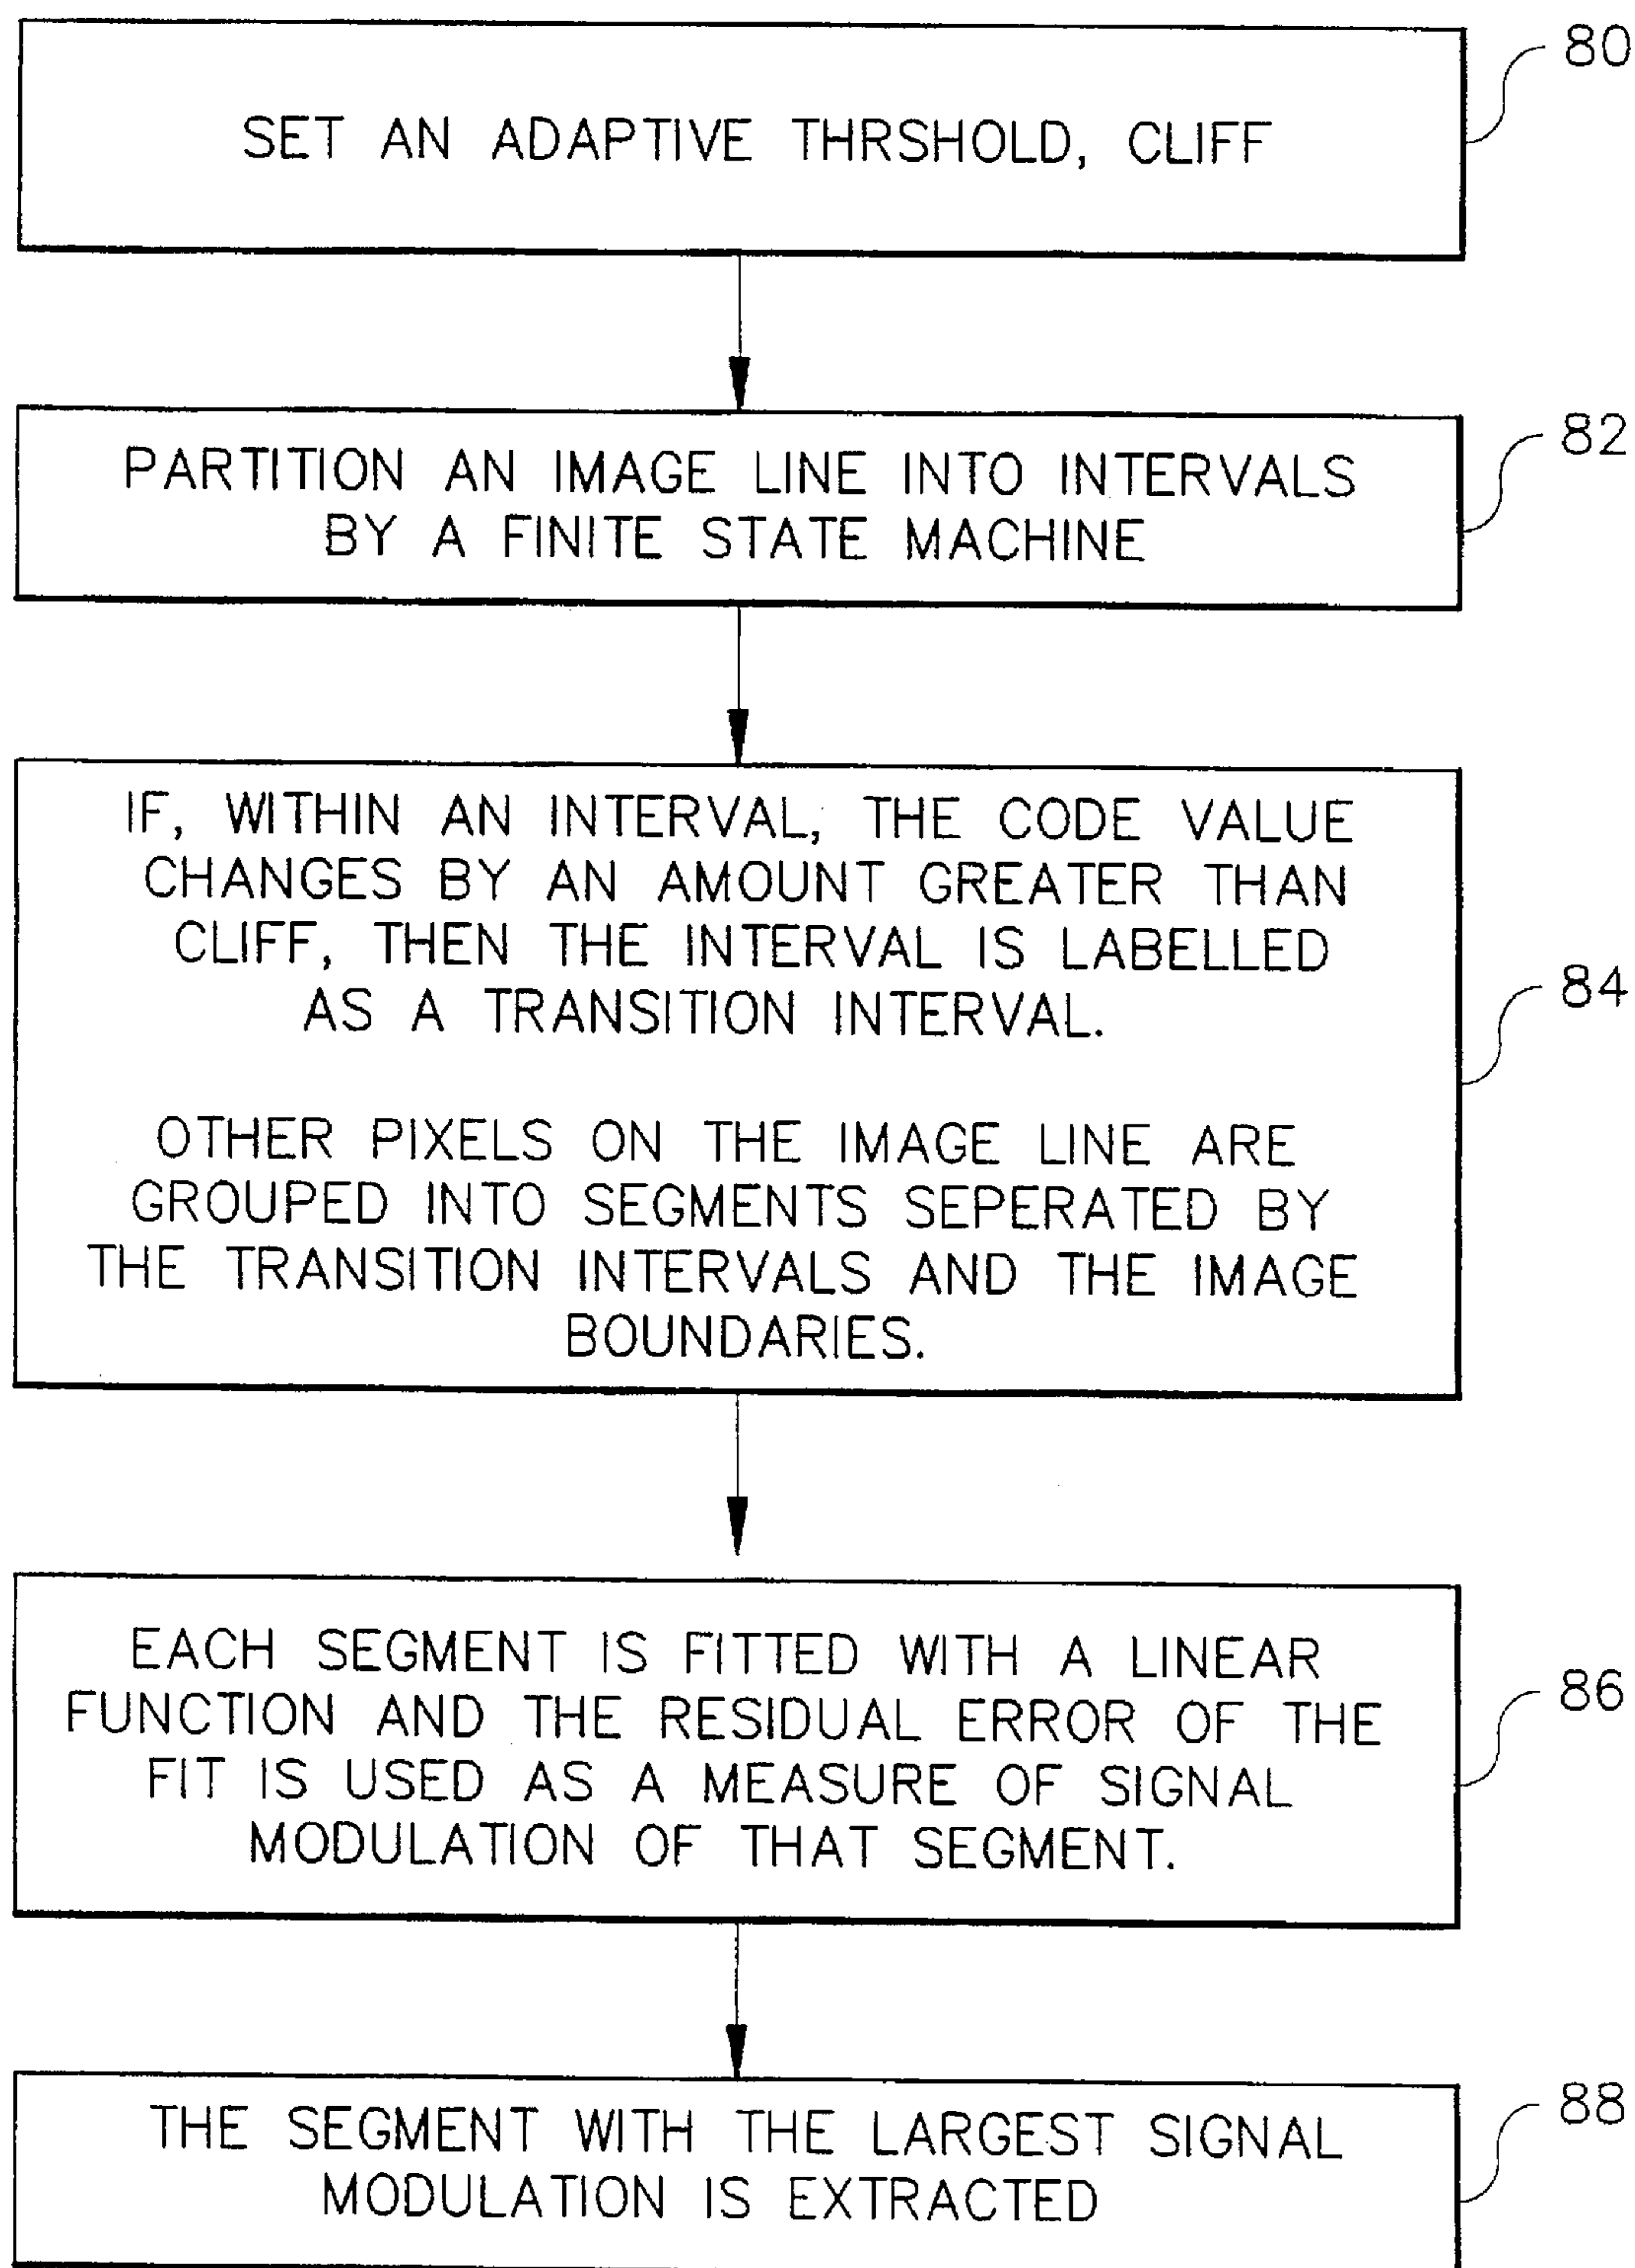 80
SET AN ADAPTIVE THRSHOLD, CLIFF
82
PARTITION AN IMAGE LINE INTO INTERVALS
BY A FINITE STATE MACHINE
IF, WITHIN AN INTERVAL, THE CODE VALUE
CHANGES BY AN AMOUNT GREATER THAN
CLIFF, THEN THE INTERVAL IS LABELLED
AS A TRANSITION INTERVAL.
84
OTHER PIXELS ON THE IMAGE LINE ARE
GROUPED INTO SEGMENTS SEPERATED BY
THE TRANSITION INTERVALS AND THE IMAGE
BOUNDARIES.
EACH SEGMENT IS FITTED WITH A LINEAR
FUNCTION AND THE RESIDUAL ERROR OF THE
FIT IS USED AS A MEASURE OF SIGNAL
MODULATION OF THAT SEGMENT.
86
THE SEGMENT WITH THE LARGEST SIGNAL
MODULATION IS EXTRACTED
88